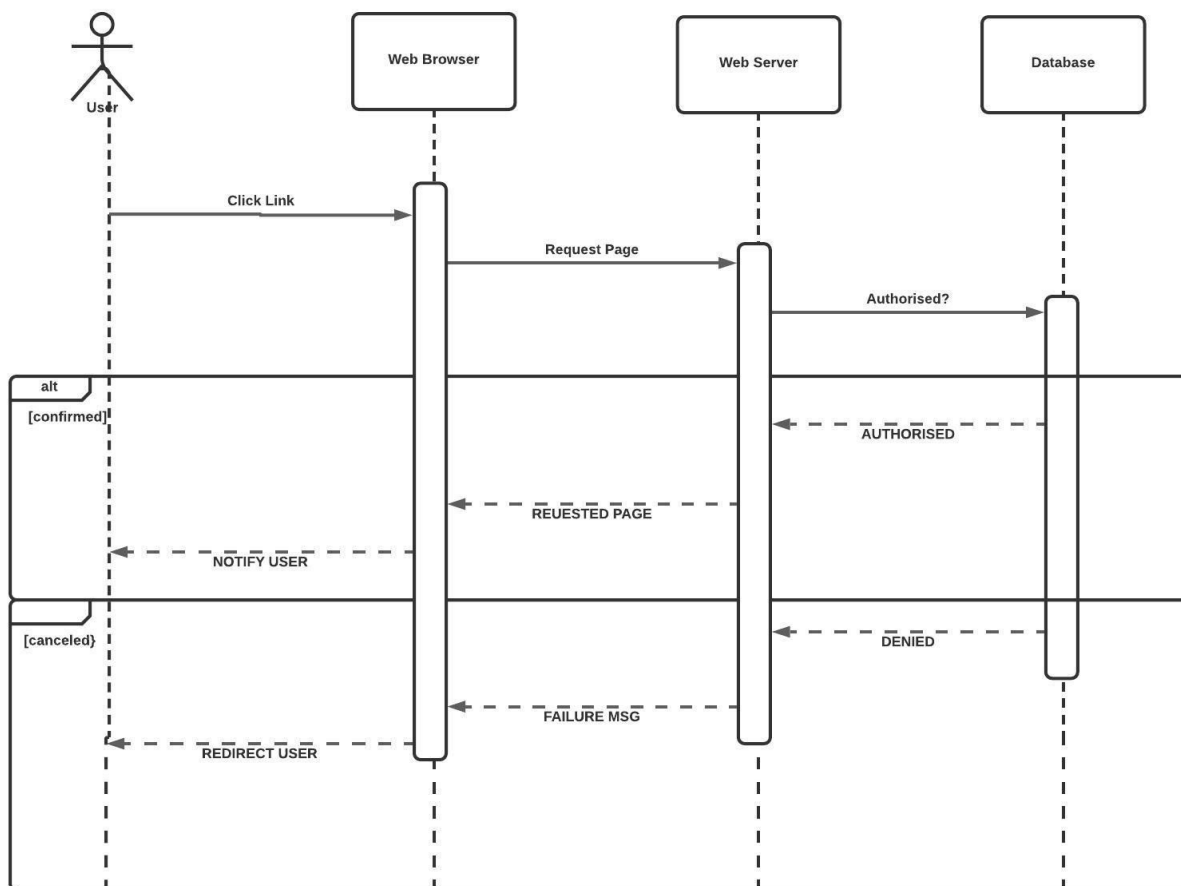 Web Browser
Web Server
Database
User
Click Link
Request Page
Authorised?
alt
[confirmed]
AUTHORISED
REUESTED PAGE
NOTIFY USER
[canceled}
DENIED
FAILURE MSG
REDIRECT USER